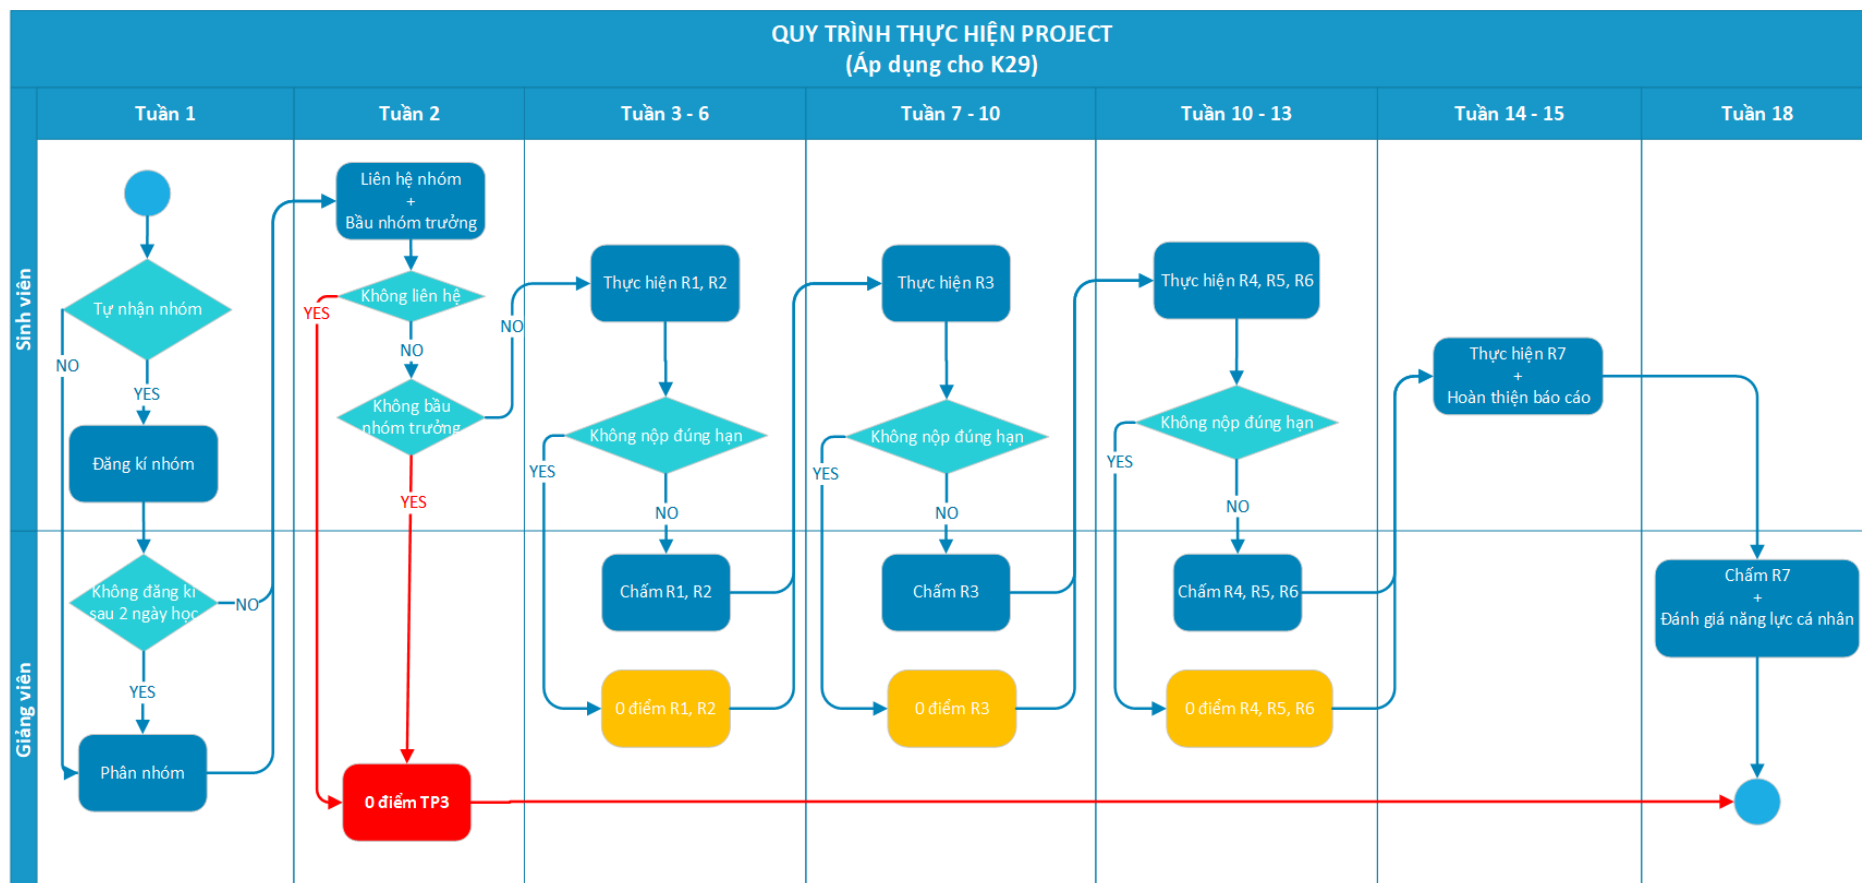 QUY TRÌNH THỰC HIỆN PROJECT
(Áp dụng cho K29)
Tuần 1
Tuần 2
Tuần 3 - 6
Tuần 7 - 10
Tuần 10 - 13
Tuần 14 - 15
Tuần 18
Sinh viên
Tự nhận nhóm
NO
YES
Đăng kí nhóm
Liên hệ nhóm
+
Bầu nhóm trưởng
Không liên hệ
YES
NO
Không bầu
nhóm trưởng
NO
YES
Thực hiện R1, R2
Không nộp đúng hạn
YES
NO
Thực hiện R3
Không nộp đúng hạn
YES
NO
Thực hiện R4, R5, R6
Không nộp đúng hạn
YES
NO
Thực hiện R7
+
Hoàn thiện báo cáo
Giảng viên
Không đăng kí
sau 2 ngày học
NO
YES
Phân nhóm
0 điểm TP3
Chấm R1, R2
0 điểm R1, R2
Chấm R3
0 điểm R3
Chấm R4, R5, R6
0 điểm R4, R5, R6
Chấm R7
+
Đánh giá năng lực cá nhân